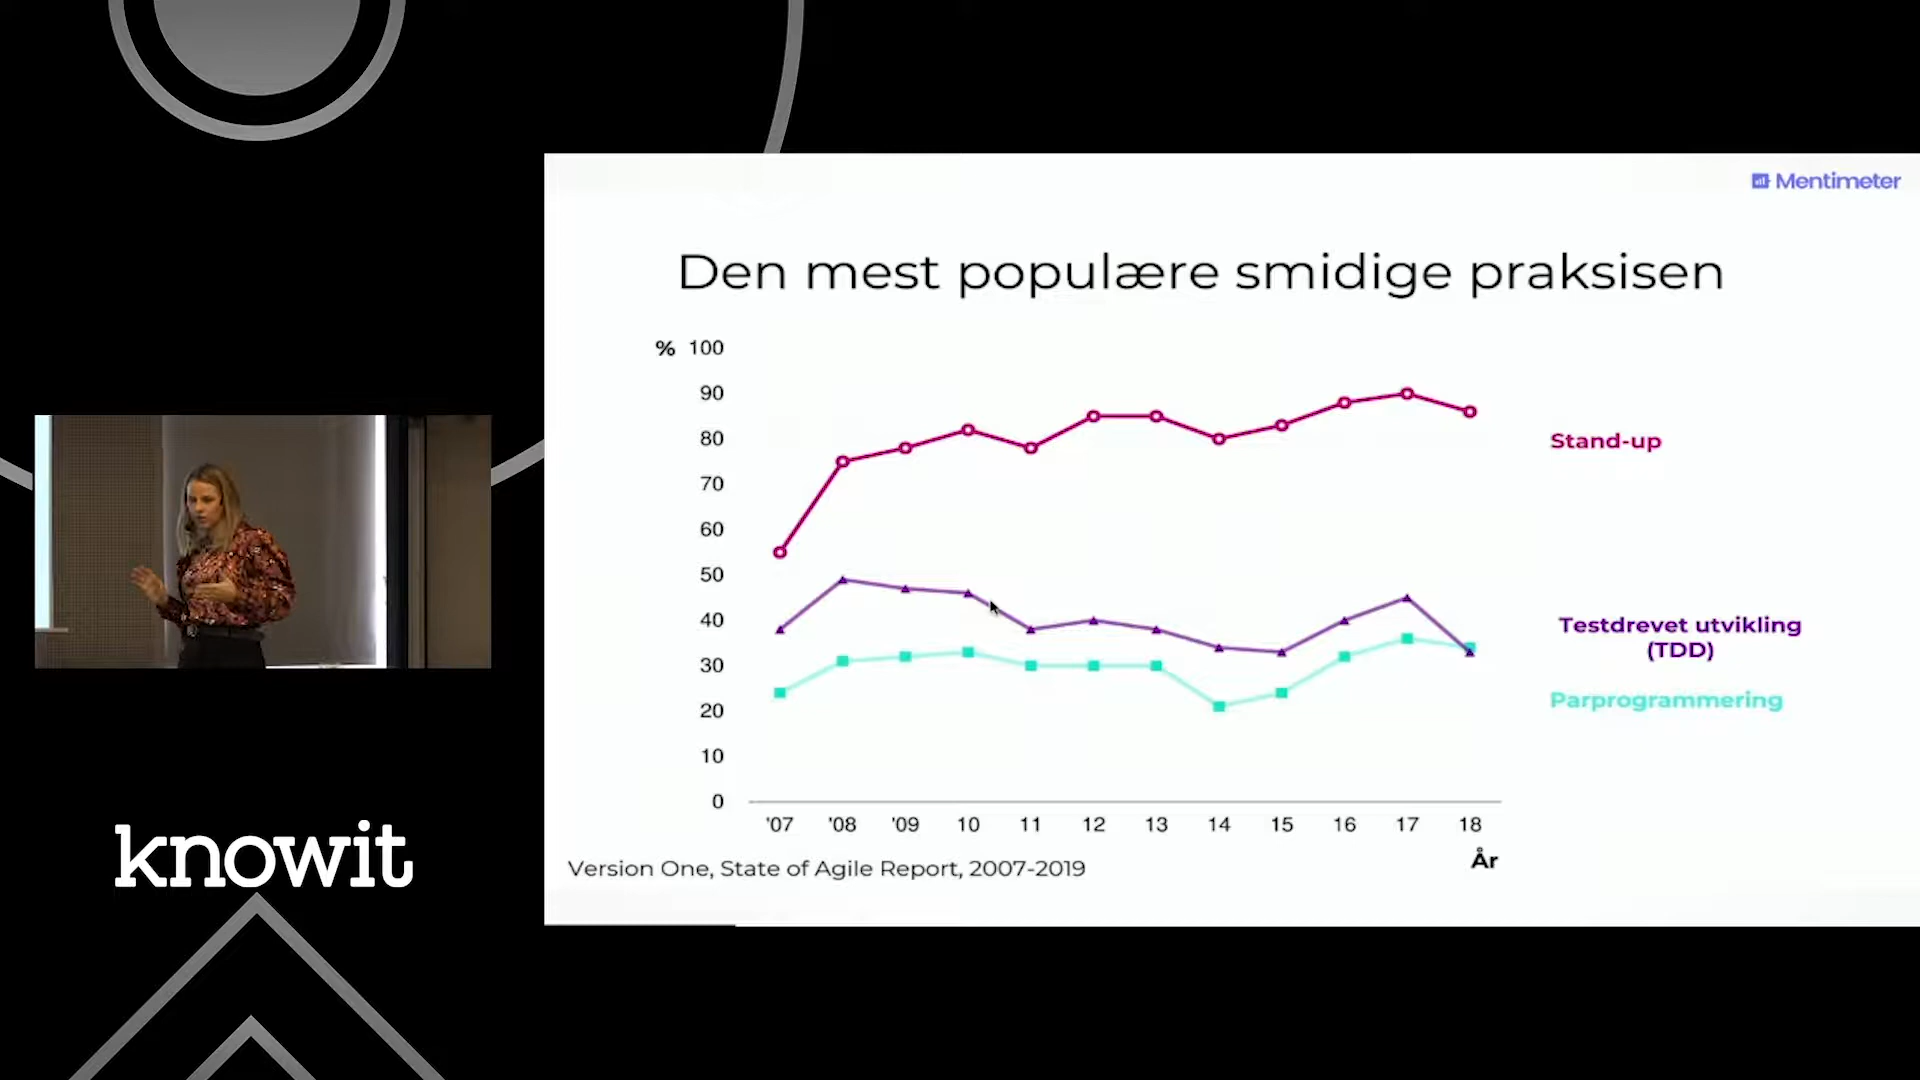 Mentimeter
Den mest populære smidige praksisen
% 100
90
80
70
60
50
40
30
20
10
0
'07 '08 '09 10 11 12 13 14 15 16 17 18
År
Stand-up
Testdrevet utvikling
(TDD)
Parprogrammering
Version One, State of Agile Report, 2007-2019
knowit